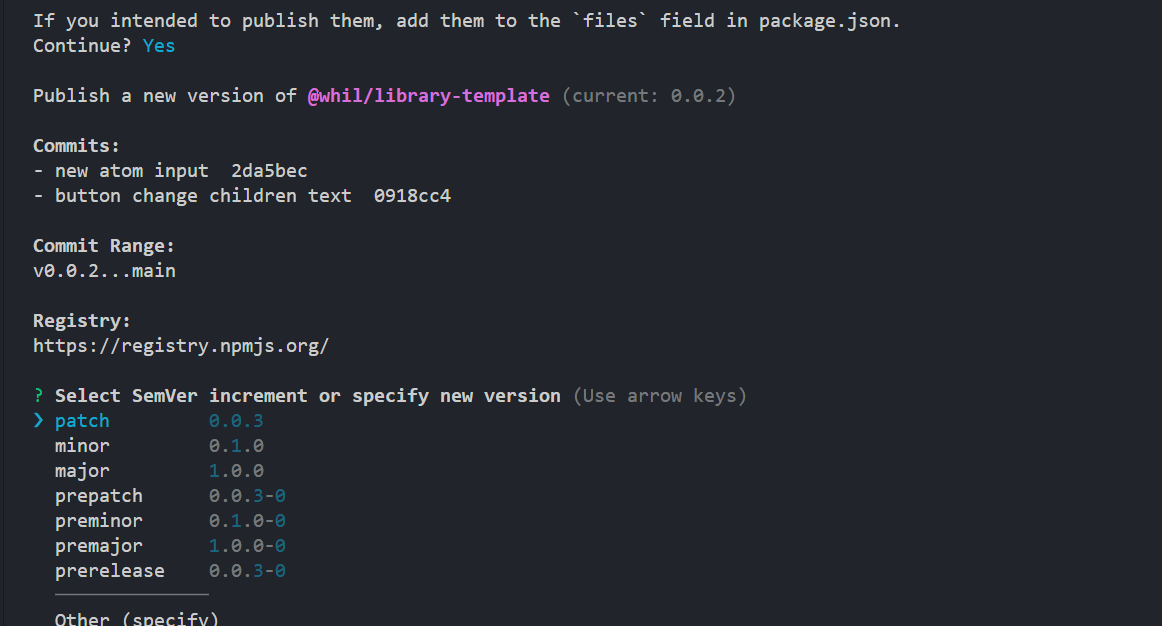 If you intended to publish them, add them to the `files` field in package.json.
Continue? Yes
Publish a new version of @whil/library-template (current: 0.0.2)
Commits:
- new atom input  2da5bec
- button change children text  0918cc4
Commit Range:
v0.0.2...main
Registry:
https://registry.npmjs.org/
? Select SemVer increment or specify new version (Use arrow keys)
❯ patch         0.0.3
  minor         0.1.0
  major         1.0.0
  prepatch      0.0.3-0
  preminor      0.1.0-0
  premajor      1.0.0-0
  prerelease    0.0.3-0
  ──────────────
  Other (specify)